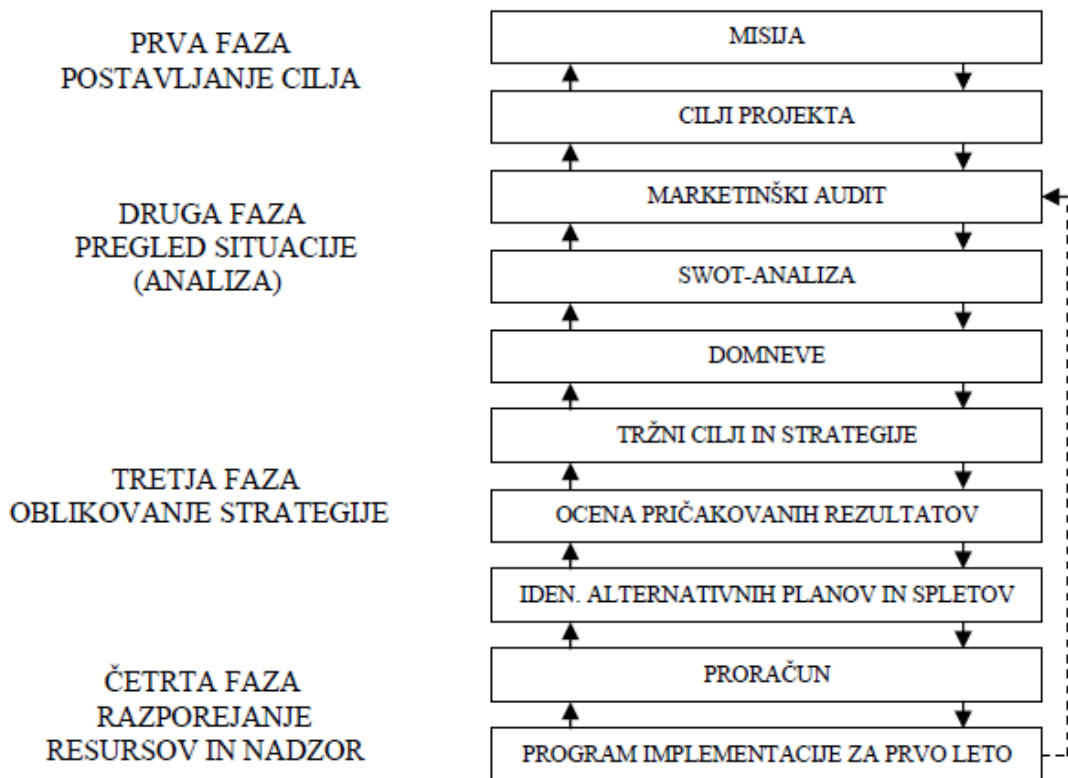 PRVA FAZA
POSTAVLJANJE CILJA
MISIJA
CILJI PROJEKTA
DRUGA FAZA
PREGLED SITUACIJE
(ANALIZA)
MARKETINŠKI AUDIT
SWOT-ANALIZA
DOMNEVE
TRETJA FAZA
OBLIKOVANJE STRATEGIJE
TRŽNI CILJI IN STRATEGIJE
OCENA PRIČAKOVANIH REZULTATOV
IDEN. ALTERNATIVNIH PLANOV IN SPLETOV
ČETRTA FAZA
RAZPOREJANJE
RESURSOV IN NADZOR
PRORAČUN
PROGRAM IMPLEMENTACIJE ZA PRVO LETO